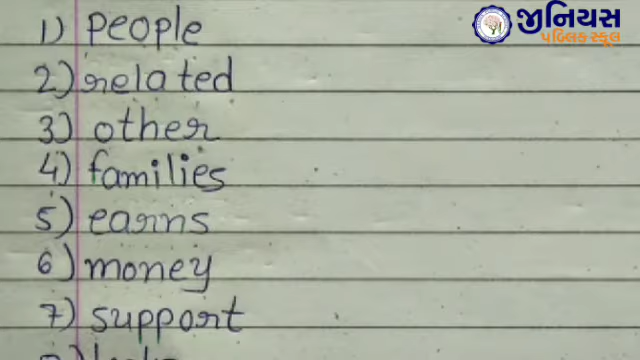 જીનિયસ
પબ્લિક સ્કૂલ
1) People
2) related
3) other
4) families
5) earns
6) money
7) support